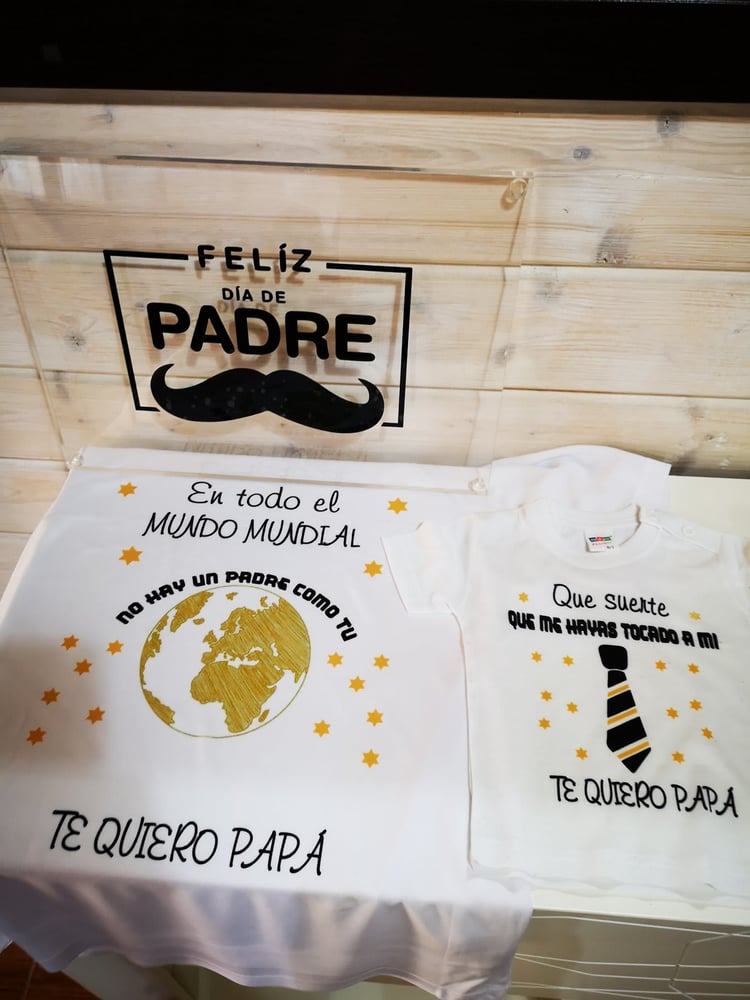 FELÍZ
DÍA DE
PADRE
En todo el
MUNDO MUNDIAL
NO HAY UN PADRE COMO TU
TE QUIERO PAPÁ
Que suerte
QUE ME HAYAS TOCADO A MI
TE QUIERO PAPÁ